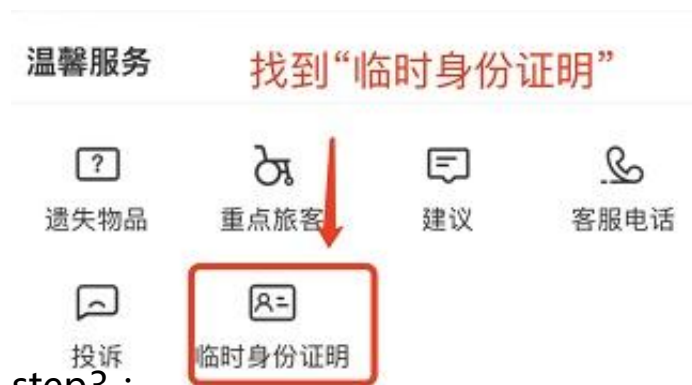 温馨服务 找到“临时身份证明”
遗失物品 重点旅客 建议 客服电话
投诉 临时身份证明
step3：